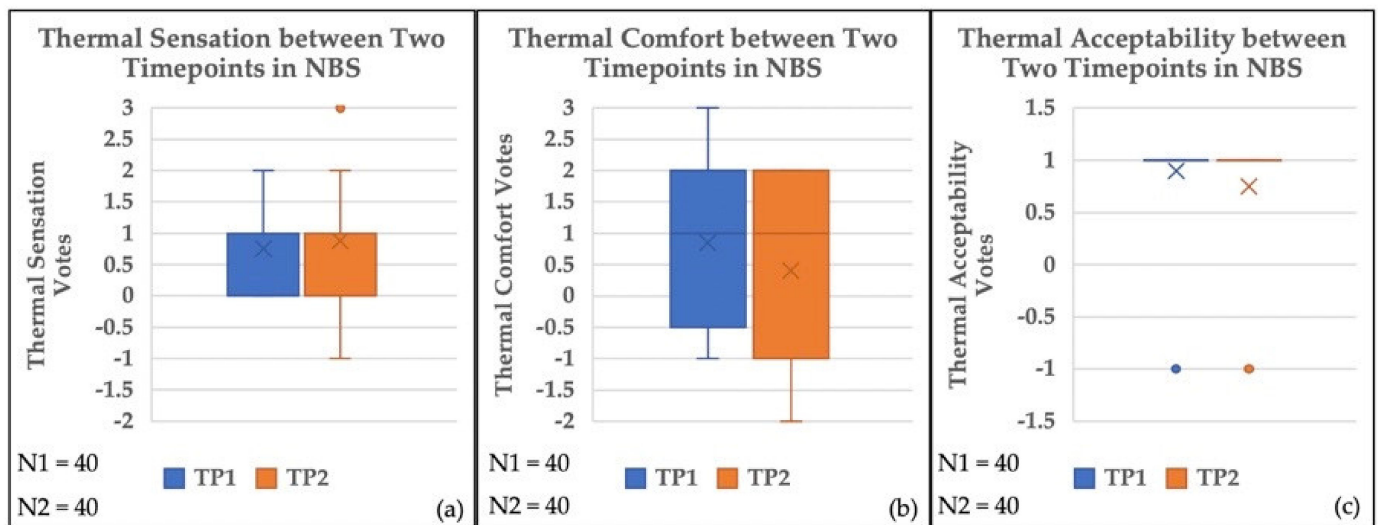 Thermal Sensation between Two
Timepoints in NBS
Thermal Sensation
Votes
3
2.5
2
1.5
1
0.5
0
-0.5
-1
-1.5
-2
N1 = 40
N2 = 40
TP1
TP2
(a)
Thermal Comfort between Two
Timepoints in NBS
Thermal Comfort Votes
3
2.5
2
1.5
1
0.5
0
-0.5
-1
-1.5
-2
N1 = 40
N2 = 40
TP1
TP2
(b)
Thermal Acceptability between
Two Timepoints in NBS
Thermal Acceptability
Votes
1.5
1
0.5
0
-0.5
-1
-1.5
N1 = 40
N2 = 40
TP1
TP2
(c)